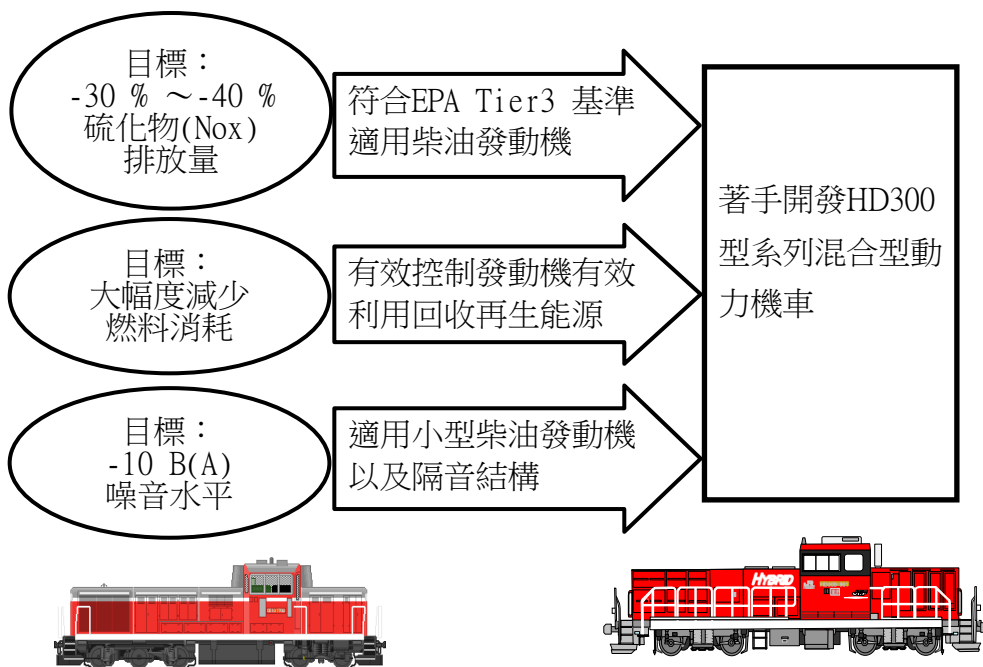 目標：
-30 % ～-40 %
硫化物(Nox)
排放量
符合EPA Tier3 基準
適用柴油發動機
目標：
大幅度減少
燃料消耗
有效控制發動機有效
利用回收再生能源
目標：
-10 B(A)
噪音水平
適用小型柴油發動機
以及隔音結構
著手開發HD300
型系列混合型動
力機車
HYBRID